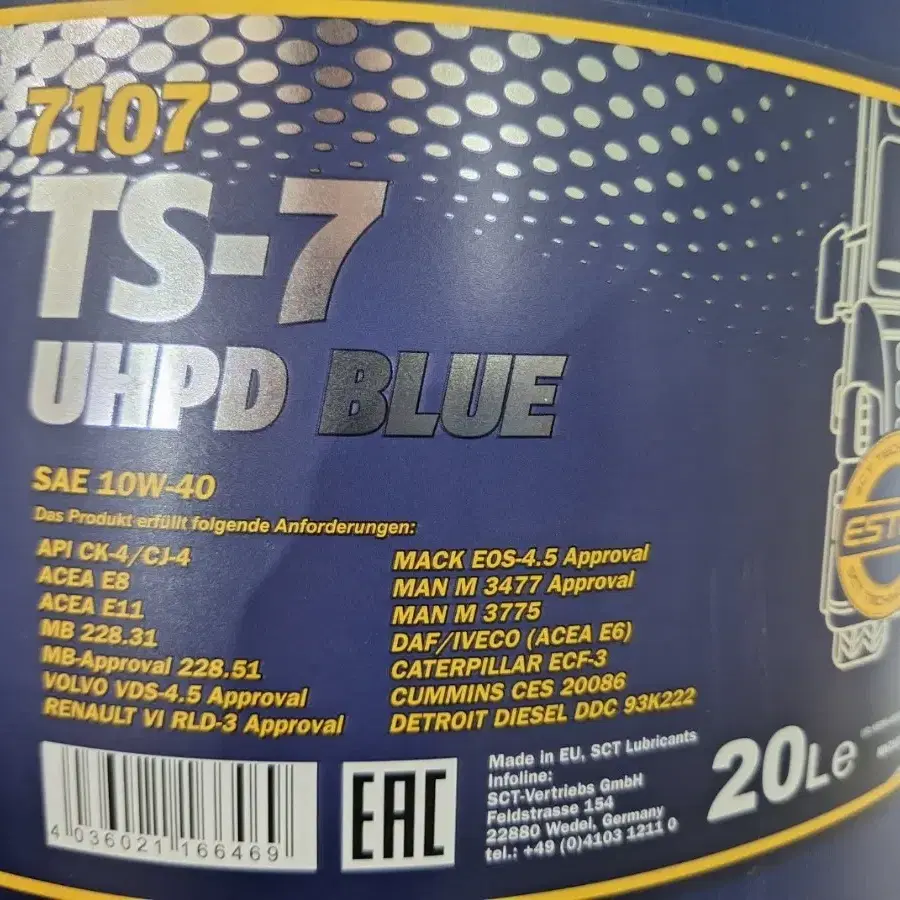 7107
TS-7
UHPD BLUE
SAE 10W-40
Das Produkt erfüllt folgende Anforderungen:
API CK-4/CJ-4
ACEA E8
ACEA E11
MB 228.31
MB-Approval 228.51
VOLVO VDS-4.5 Approval
RENAULT VI RLD-3 Approval
MACK EOS-4.5 Approval
MAN M 3477 Approval
MAN M 3775
DAF/IVECO (ACEA E6)
CATERPILLAR ECF-3
CUMMINS CES 20086
DETROIT DIESEL DDC 93K222
4 036021 166469
EAC
Made in EU, SCT Lubricants
Infoline:
SCT-Vertriebs GmbH
Feldstrasse 154
22880 Wedel, Germany
tel.: +49 (0)4103 1211 0
20Le